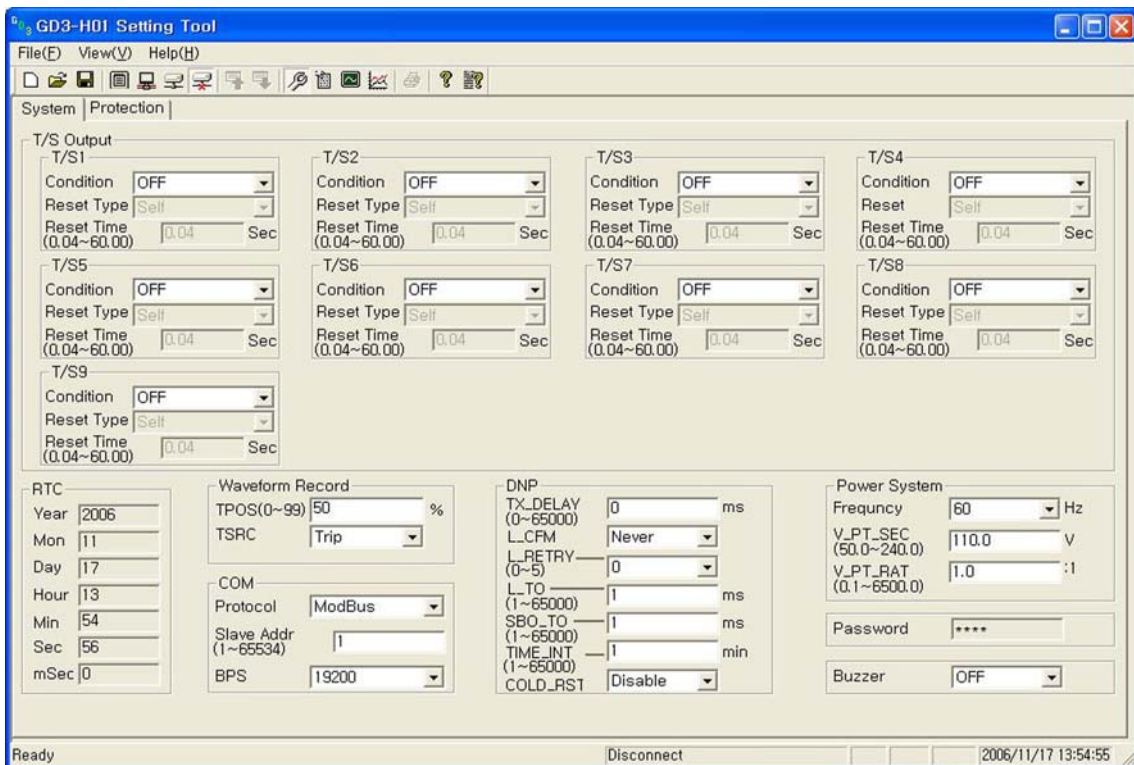 GD3-H01 Setting Tool
File(F) View(V) Help(H)
System Protection
T/S Output
T/S1 T/S2 T/S3 T/S4
Condition OFF Condition OFF Condition OFF Condition OFF
Reset Type Self Reset Type Self Reset Type Self Reset Self
Reset Time 0.04 Sec Reset Time 0.04 Sec Reset Time 0.04 Sec Reset Time 0.04 Sec
(0.04~60.00) (0.04~60.00) (0.04~60.00) (0.04~60.00)
T/S5 T/S6 T/S7 T/S8
Condition OFF Condition OFF Condition OFF Condition OFF
Reset Type Self Reset Type Self Reset Type Self Reset Type Self
Reset Time 0.04 Sec Reset Time 0.04 Sec Reset Time 0.04 Sec Reset Time 0.04 Sec
(0.04~60.00) (0.04~60.00) (0.04~60.00) (0.04~60.00)
T/S9
Condition OFF
Reset Type Self
Reset Time 0.04 Sec
(0.04~60.00)
RTC
Year 2006
Mon 11
Day 17
Hour 13
Min 54
Sec 56
mSec 0
Waveform Record
TPOS(0~99) 50 %
TSRC Trip
COM
Protocol ModBus
Slave Addr 1
(1~65534)
BPS 19200
DNP
TX_DELAY 0 ms
(0~65000)
L_CFM Never
L_RETRY 0
(0~5)
L_TO 1 ms
(1~65000)
SBO_TO 1 ms
(1~65000)
TIME_INT 1 min
(1~65000)
COLD_RST Disable
Power System
Frequncy 60 Hz
V_PT_SEC 110.0 V
(50.0~240.0)
V_PT_RAT 1.0 :1
(0.1~6500.0)
Password ****
Buzzer OFF
Ready Disconnect 2006/11/17 13:54:55